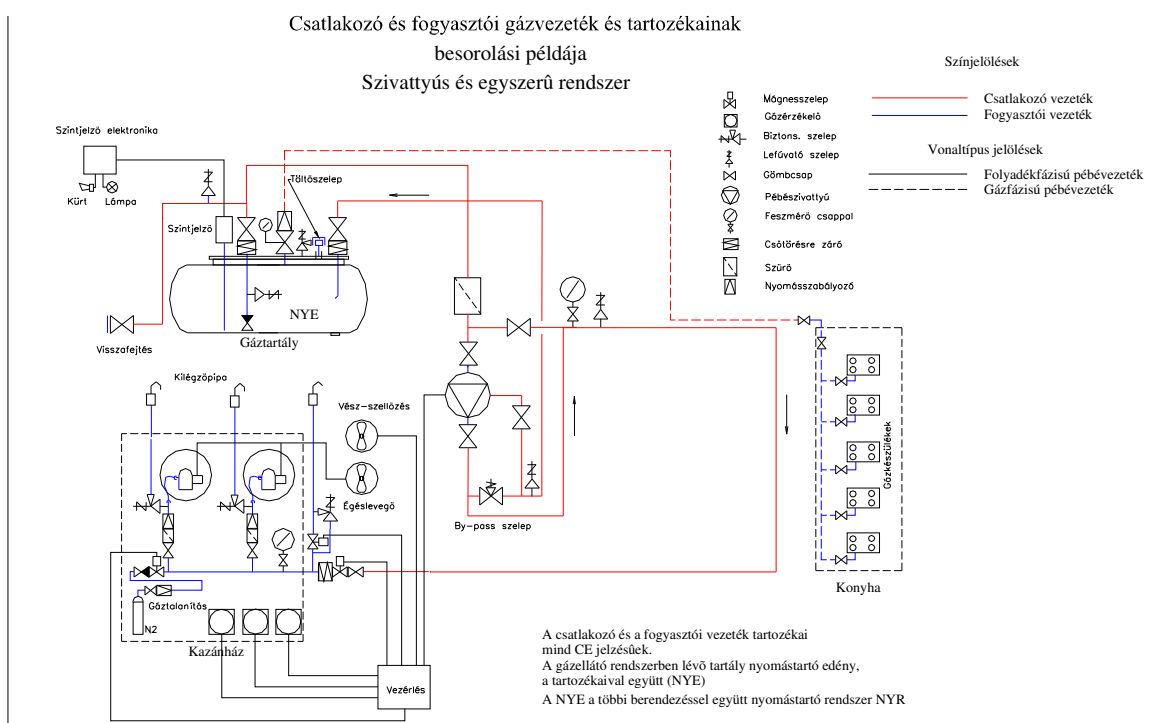 Csatlakozó és fogyasztói gázvezeték és tartozékainak
besorolási példája
Szivattyús és egyszerû rendszer
Színjelölések
Csatlakozó vezeték
Fogyasztói vezeték
Vonaltípus jelölések
Folyadékfázisú pébévezeték
Gázfázisú pébévezeték
Mágnesszelep
Gázérzékelő
Biztons. szelep
Lefúvató szelep
Gömbcsap
Pébészivattyú
Feszmérő csappal
Csőtörésre záró
Szűrő
Nyomásszabályozó
Szintjelző elektronika
Kürt
Lámpa
Töltőszelep
Szintjelző
NYE
Gáztartály
Visszafejtés
Kilégzőpipa
Vész-szellőzés
Égéslevegő
By-pass szelep
Gázkészülékek
Konyha
Gáztalanítás
N2
Kazánház
Vezérlés
A csatlakozó és a fogyasztói vezeték tartozékai
mind CE jelzésûek.
A gázellátó rendszerben lévõ tartály nyomástartó edény,
a tartozékaival együtt (NYE)
A NYE a többi berendezéssel együtt nyomástartó rendszer NYR